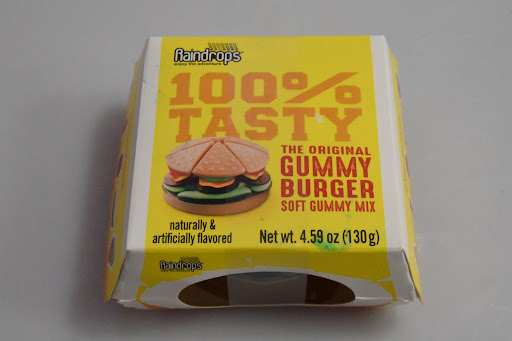 Raindrops
enjoy the adventure
100%
TASTY
THE ORIGINAL
GUMMY
BURGER
SOFT GUMMY MIX
naturally &
artificially flavored
Net wt. 4.59 oz (130g)
Raindrops